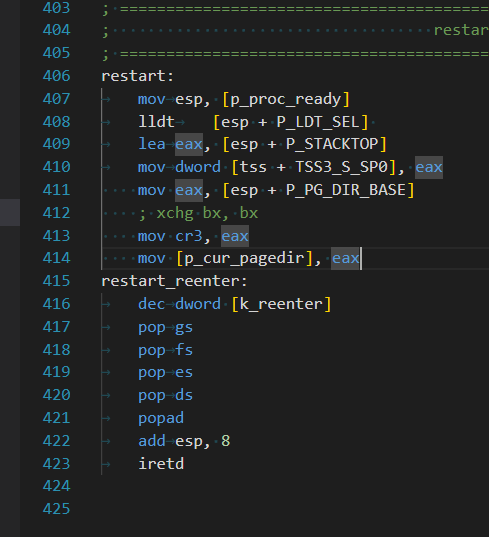 403 ; ========================================
404 ; restar
405 ; ========================================
406 restart:
407 mov esp, [p_proc_ready]
408 lldt [esp + P_LDT_SEL]
409 lea eax, [esp + P_STACKTOP]
410 mov dword [tss + TSS3_S_SP0], eax
411 mov eax, [esp + P_PG_DIR_BASE]
412 ; xchg bx, bx
413 mov cr3, eax
414 mov [p_cur_pagedir], eax
415 restart_reenter:
416 dec dword [k_reenter]
417 pop gs
418 pop fs
419 pop es
420 pop ds
421 popad
422 add esp, 8
423 iretd
424
425